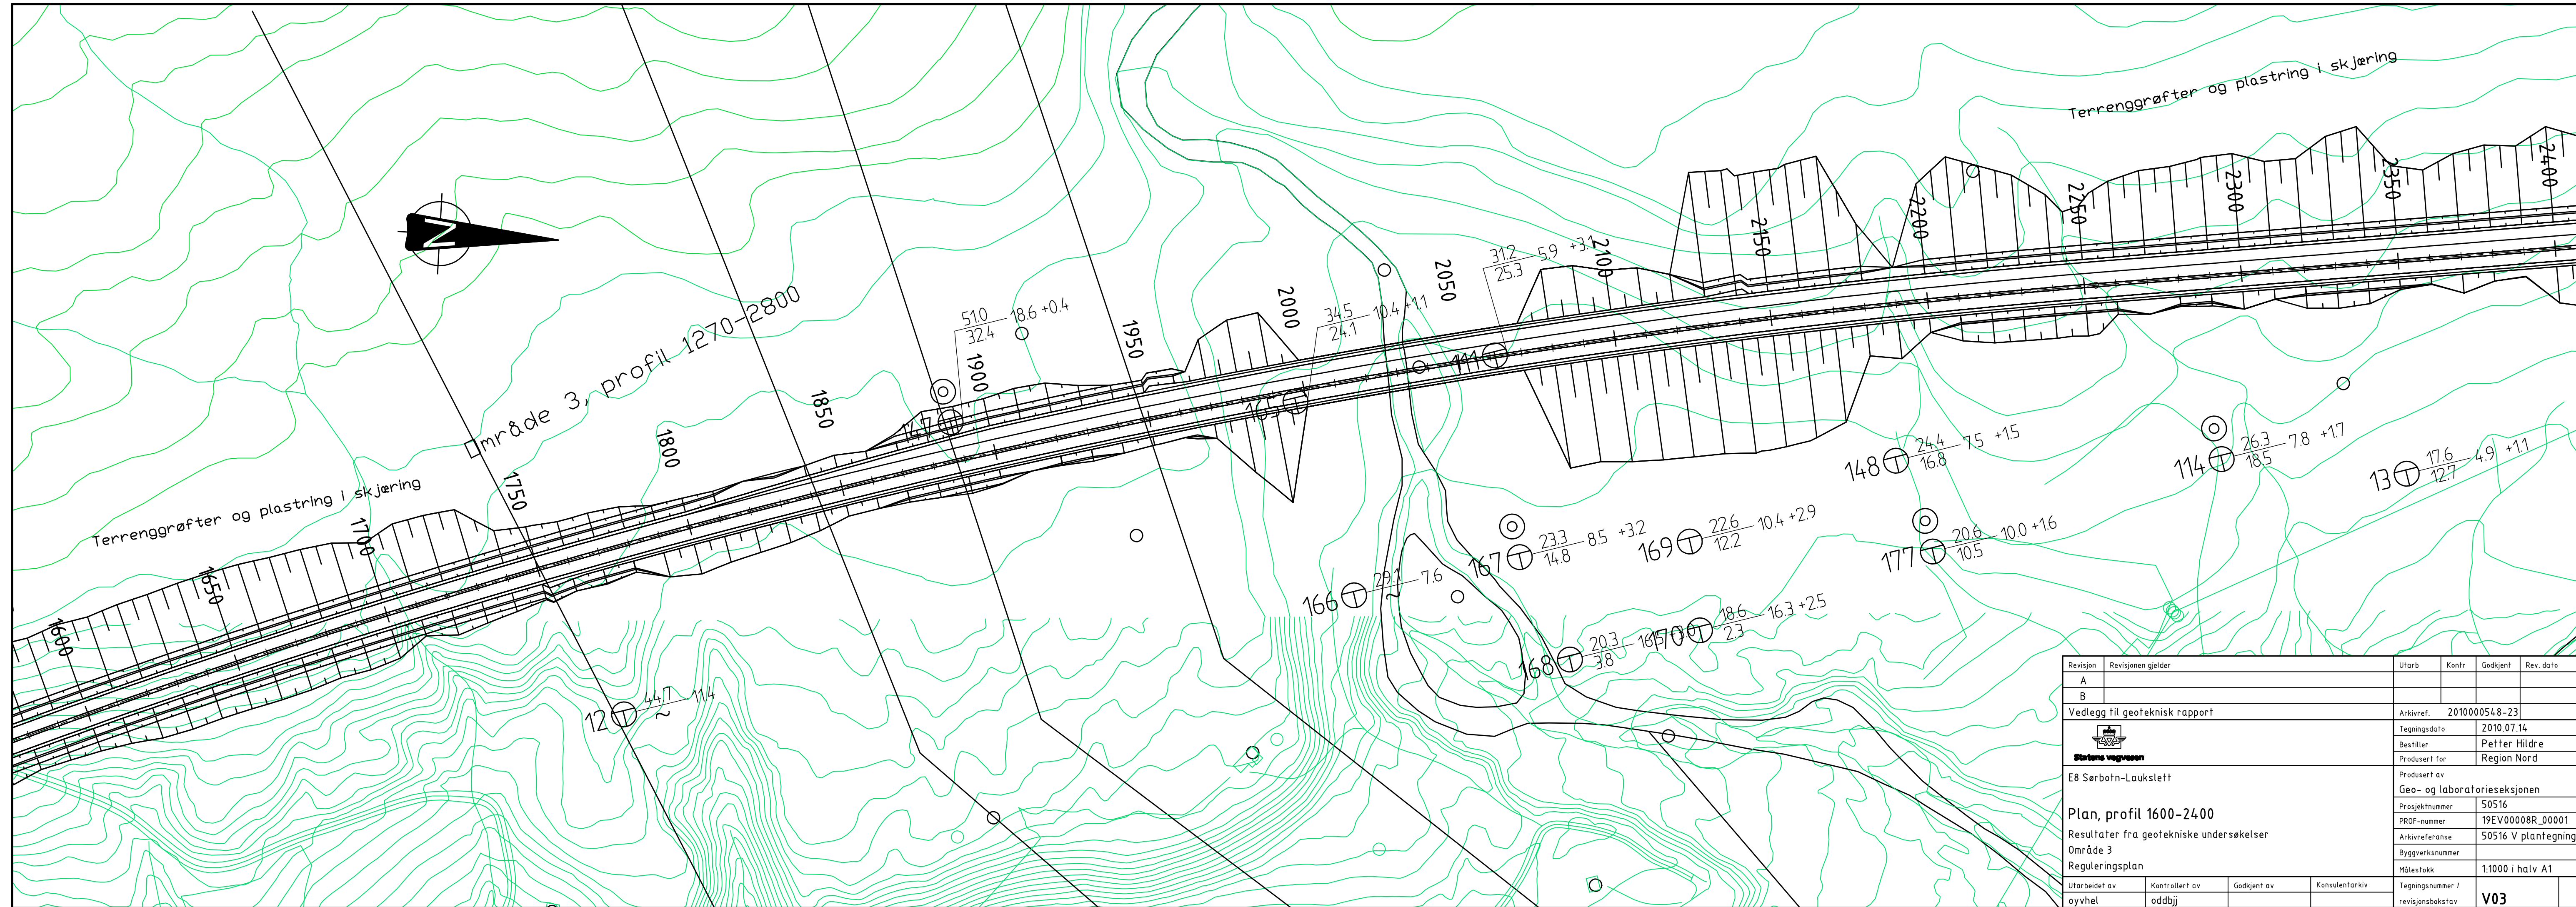 Terrenggrøfter og plastring i skjæring
N
Område 3, profil 1270-2800
Terrenggrøfter og plastring i skjæring
1600
1650
1700
1750
1800
1850
1900
1950
2000
2050
2100
2150
2200
2250
2300
2350
2400
147 51.0 18.6 +0.4
32.4
165 34.5 10.4 +1.1
24.1
111 31.2 5.9 +3.1
25.3
148 24.4 7.5 +1.5
16.8
114 26.3 7.8 +1.7
18.5
13 17.6 4.9 +1.1
12.7
167 23.3 8.5 +3.2
14.8
169 22.6 10.4 +2.9
12.2
177 20.6 10.0 +1.6
10.5
166 29.1 7.6
~
168 20.3 16.5 +3.0
3.8
170 18.6 16.3 +2.5
2.3
12 44.7 11.4
~
Revisjon Revisjonen gjelder Utarb Kontr Godkjent Rev. dato
A
B
Vedlegg til geoteknisk rapport
Arkivref. 2010000548-23
Statens vegvesen
Tegningsdato 2010.07.14
Bestiller Petter Hildre
Produsert for Region Nord
E8 Sørbotn-Laukslett
Produsert av
Geo- og laboratorieseksjonen
Plan, profil 1600-2400
Resultater fra geotekniske undersøkelser
Område 3
Reguleringsplan
Prosjektnummer 50516
PROF-nummer 19EV00008R_00001
Arkivreferanse 50516 V plantegning
Byggverksnummer
Målestokk 1:1000 i halv A1
Utarbeidet av Kontrollert av Godkjent av Konsulentarkiv
oyvhel oddbjj
Tegningsnummer /
revisjonsbokstav V03